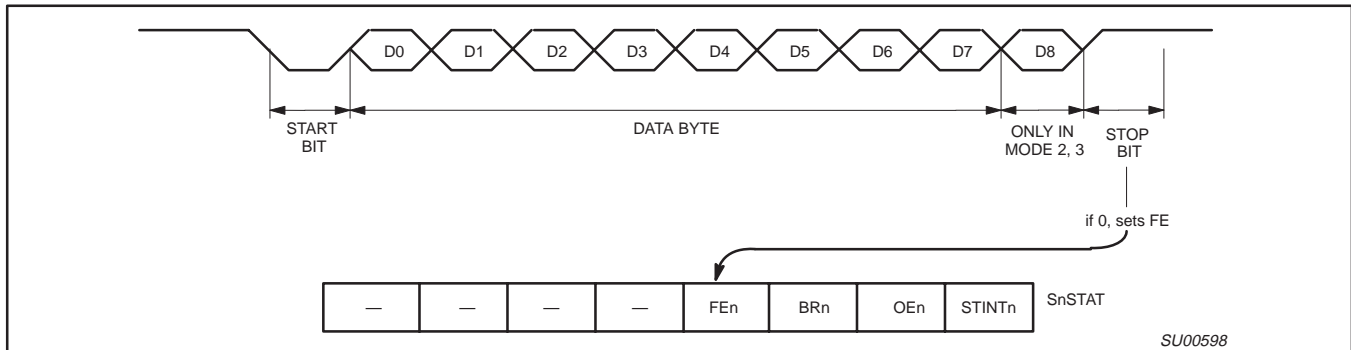 D0 D1 D2 D3 D4 D5 D6 D7 D8
START
BIT
DATA BYTE
ONLY IN
MODE 2, 3
STOP
BIT
if 0, sets FE
— — — — FEn BRn OEn STINTn SnSTAT
SU00598